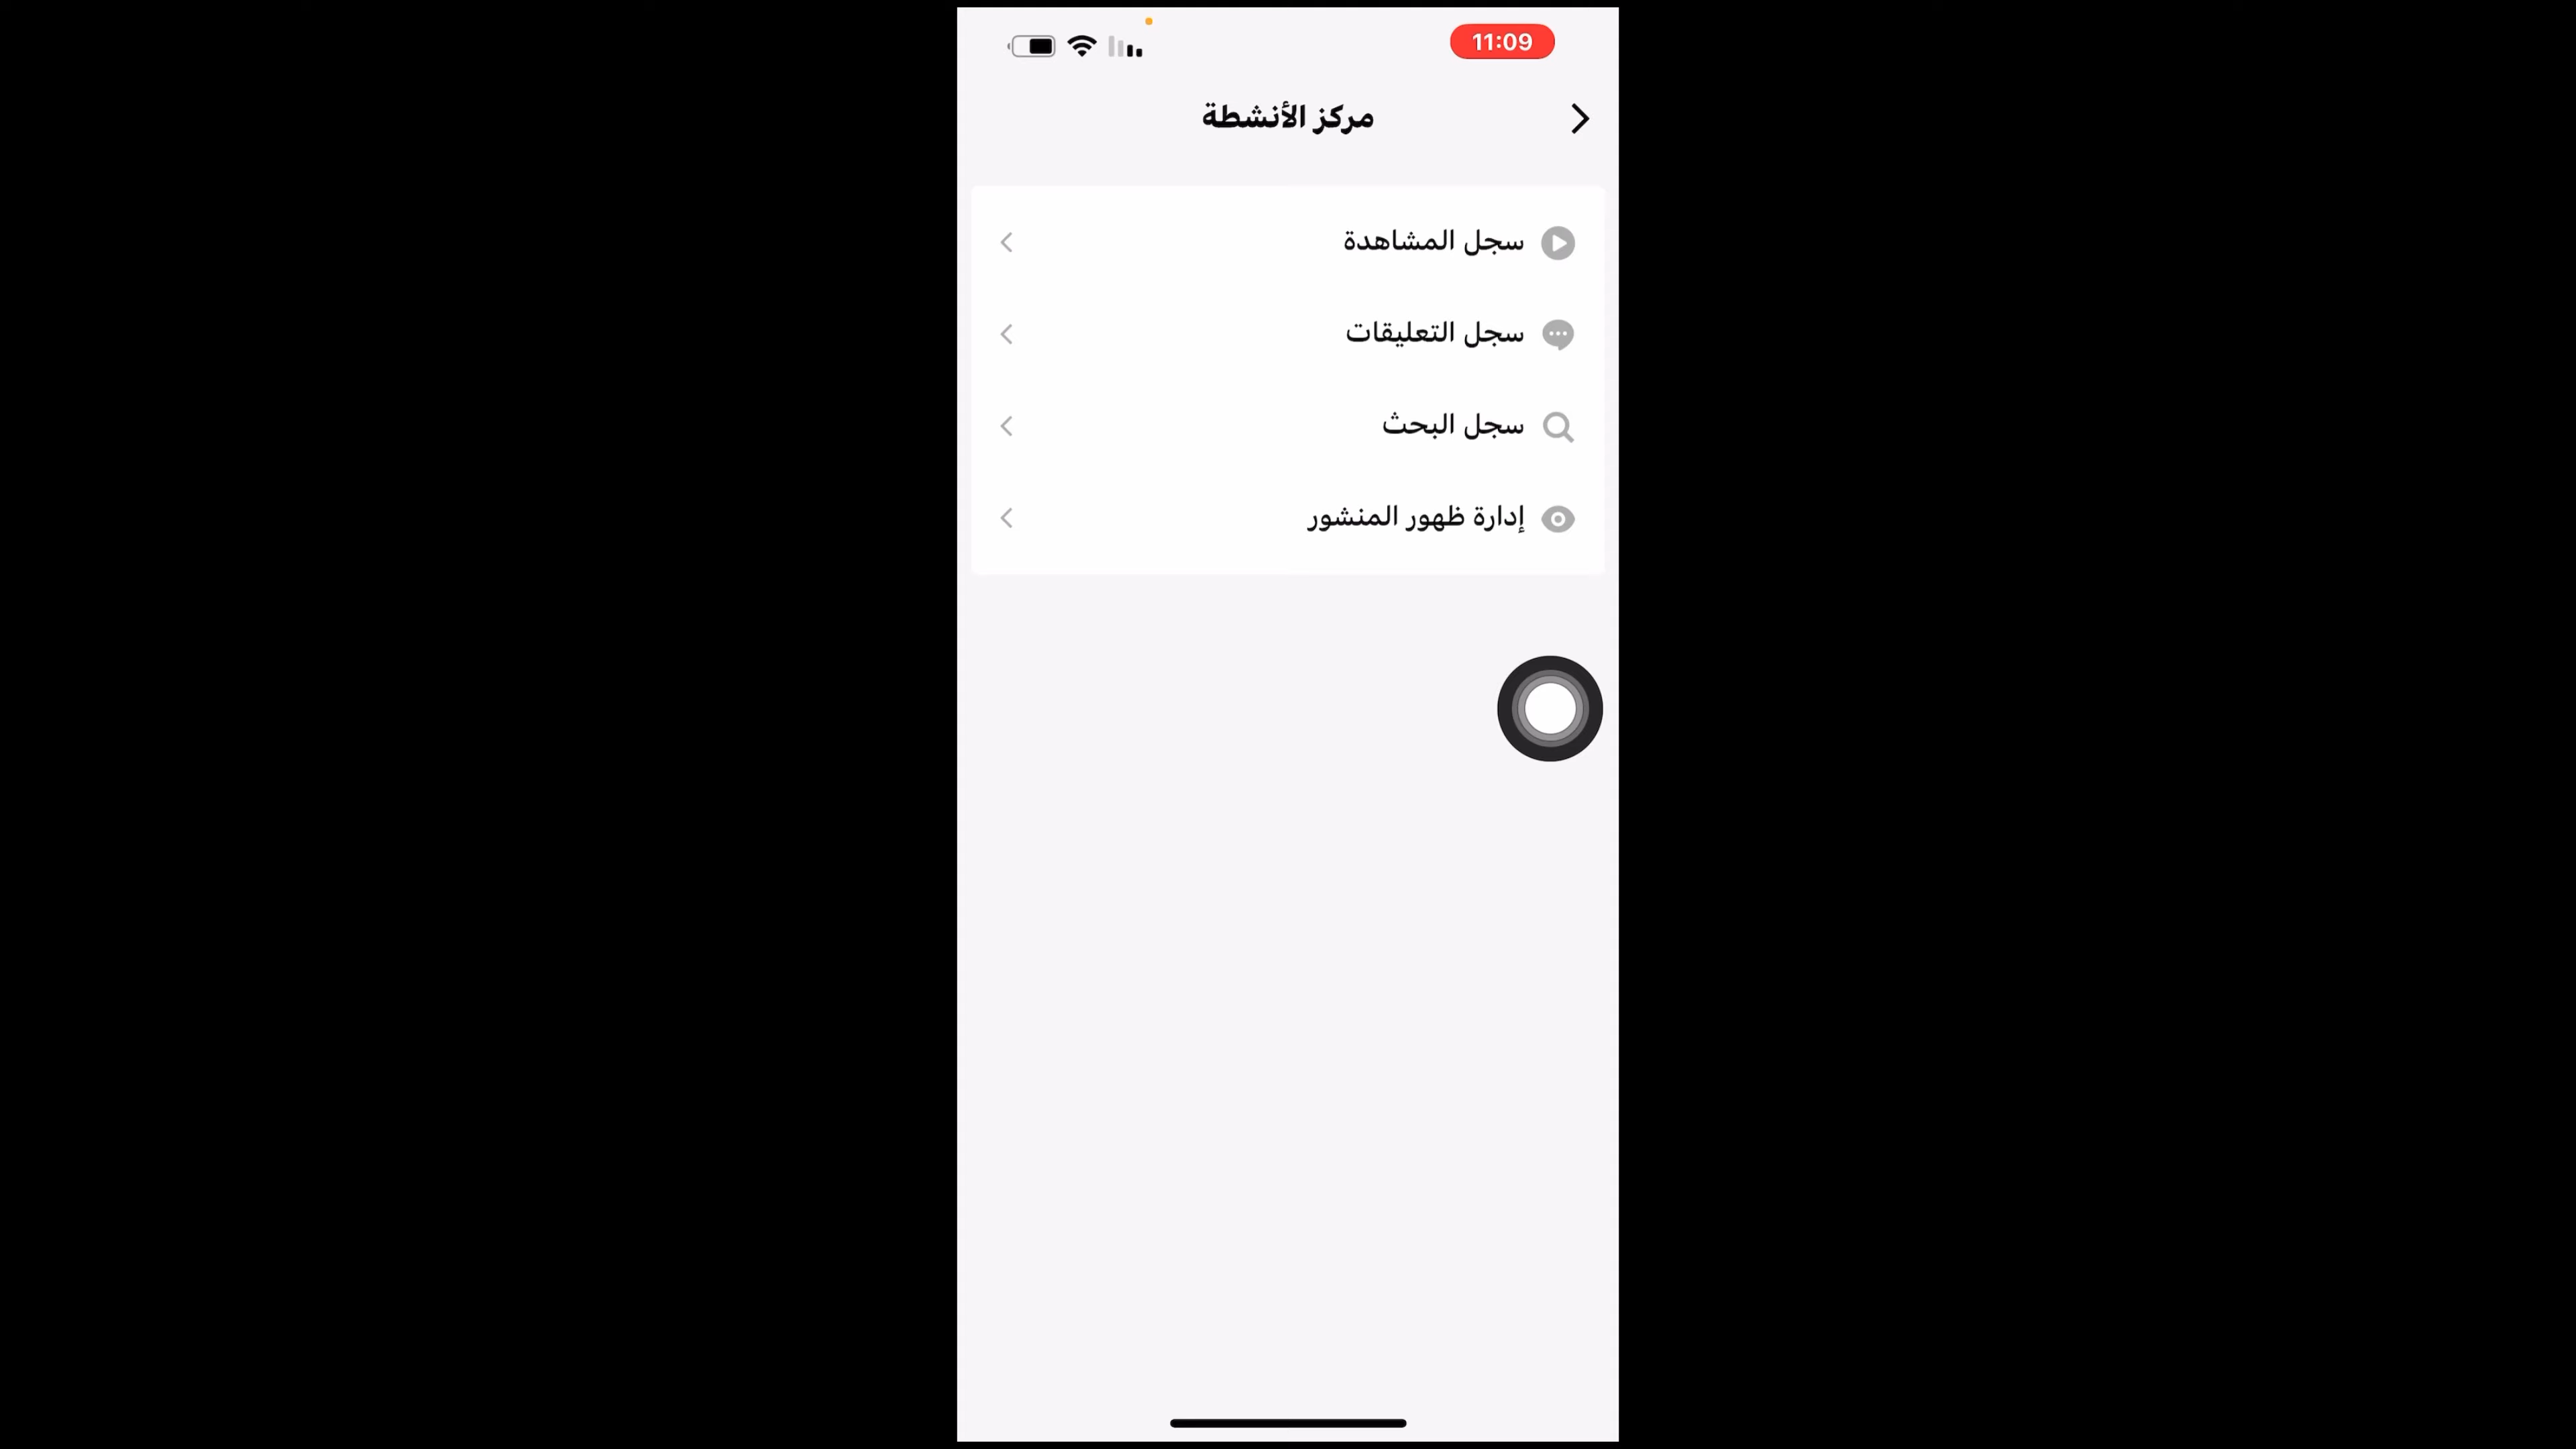 11:09
مركز الأنشطة
سجل المشاهدة
سجل التعليقات
سجل البحث
إدارة ظهور المنشور